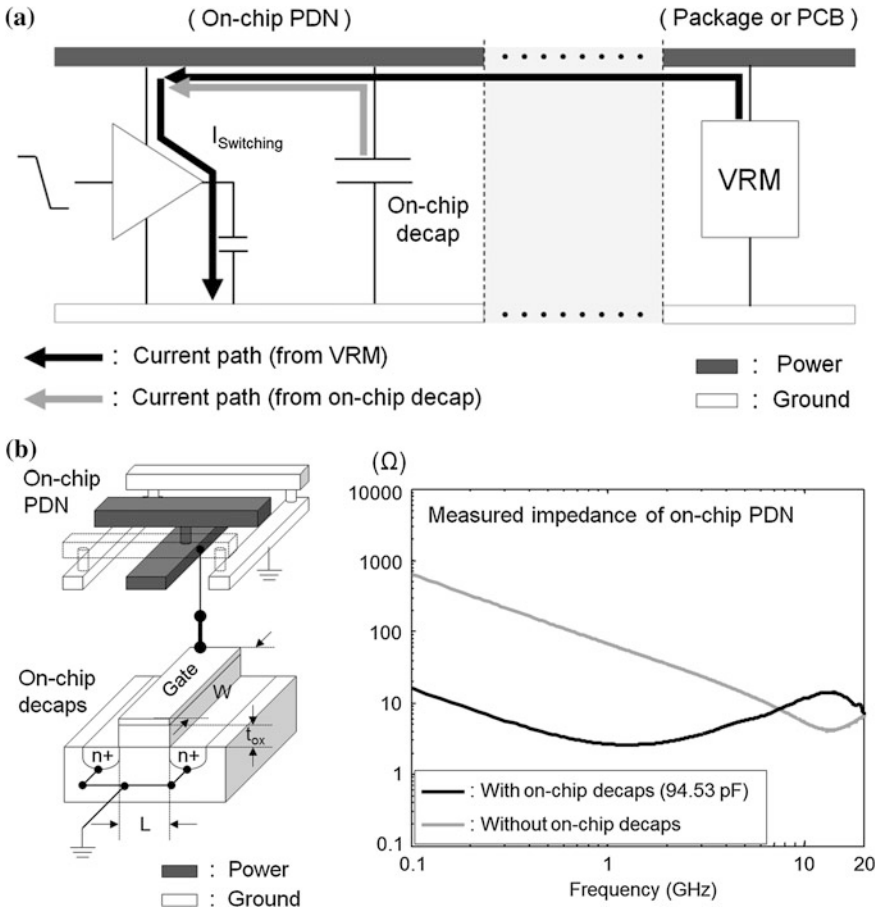 (a)
( On-chip PDN )
( Package or PCB )
I Switching
On-chip
decap
VRM
: Current path (from VRM)
: Current path (from on-chip decap)
: Power
: Ground
(b)
On-chip
PDN
On-chip
decaps
Gate
W
tox
n+
n+
L
: Power
: Ground
(Ω)
Measured impedance of on-chip PDN
10000
1000
100
10
1
0.1
: With on-chip decaps (94.53 pF)
: Without on-chip decaps
0.1
1
10
20
Frequency (GHz)